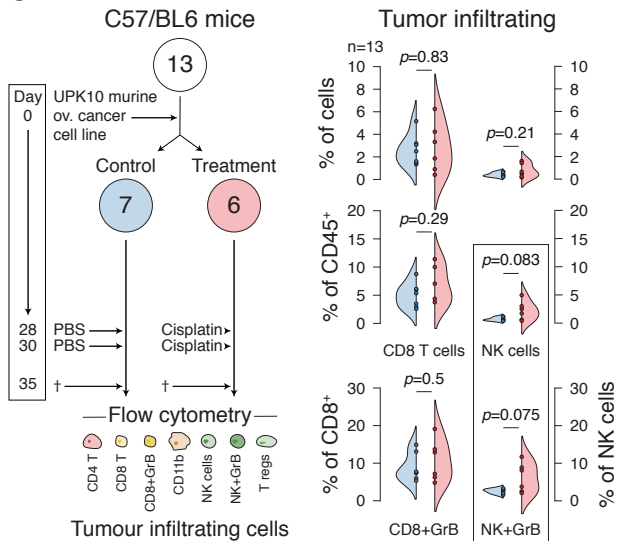 C57/BL6 mice
13
Day
0
UPK10 murine
ov. cancer
cell line
Control
Treatment
7
6
28
PBS
Cisplatin
30
PBS
Cisplatin
35
†
†
Flow cytometry
CD4 T
CD8 T
CD8+GrB
CD11b
NK cells
NK+GrB
T regs
Tumour infiltrating cells
Tumor infiltrating
n=13
% of cells
10
8
6
4
2
0
p=0.83
p=0.21
10
8
6
4
2
0
% of CD45+
20
15
10
5
0
p=0.29
p=0.083
20
15
10
5
0
CD8 T cells
NK cells
% of CD8+
30
20
10
0
p=0.5
p=0.075
30
20
10
0
% of NK cells
CD8+GrB
NK+GrB